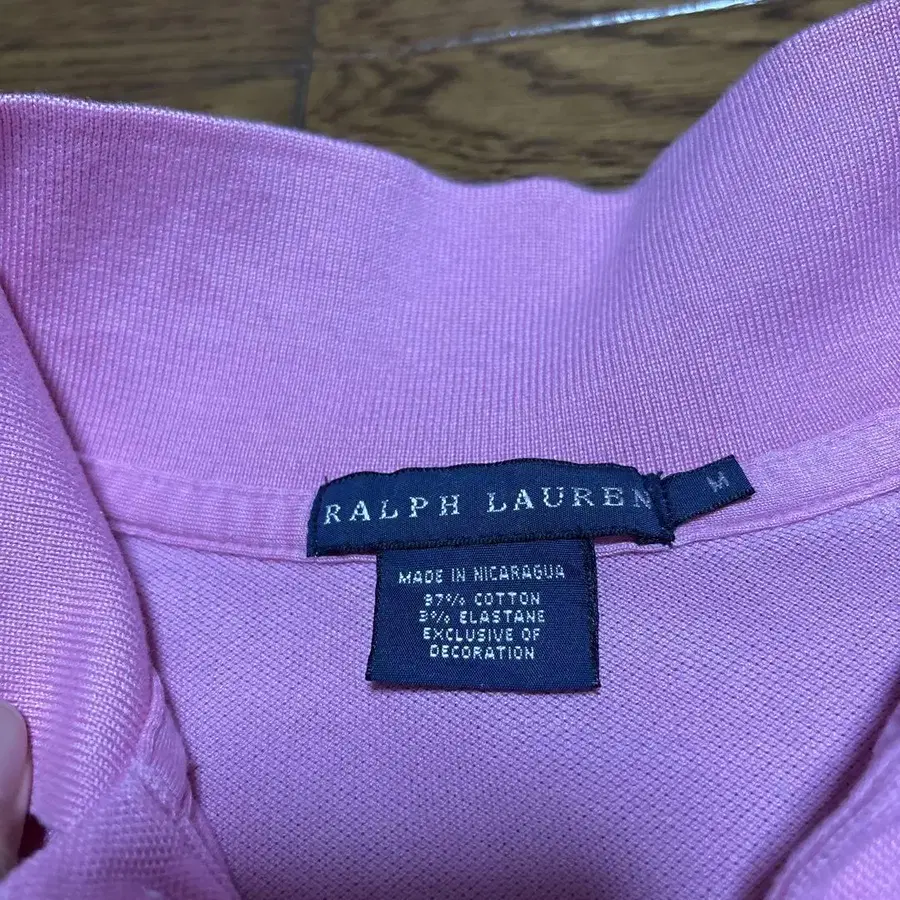 RALPH LAUREN
M
MADE IN NICARAGUA
97% COTTON
3% ELASTANE
EXCLUSIVE OF
DECORATION